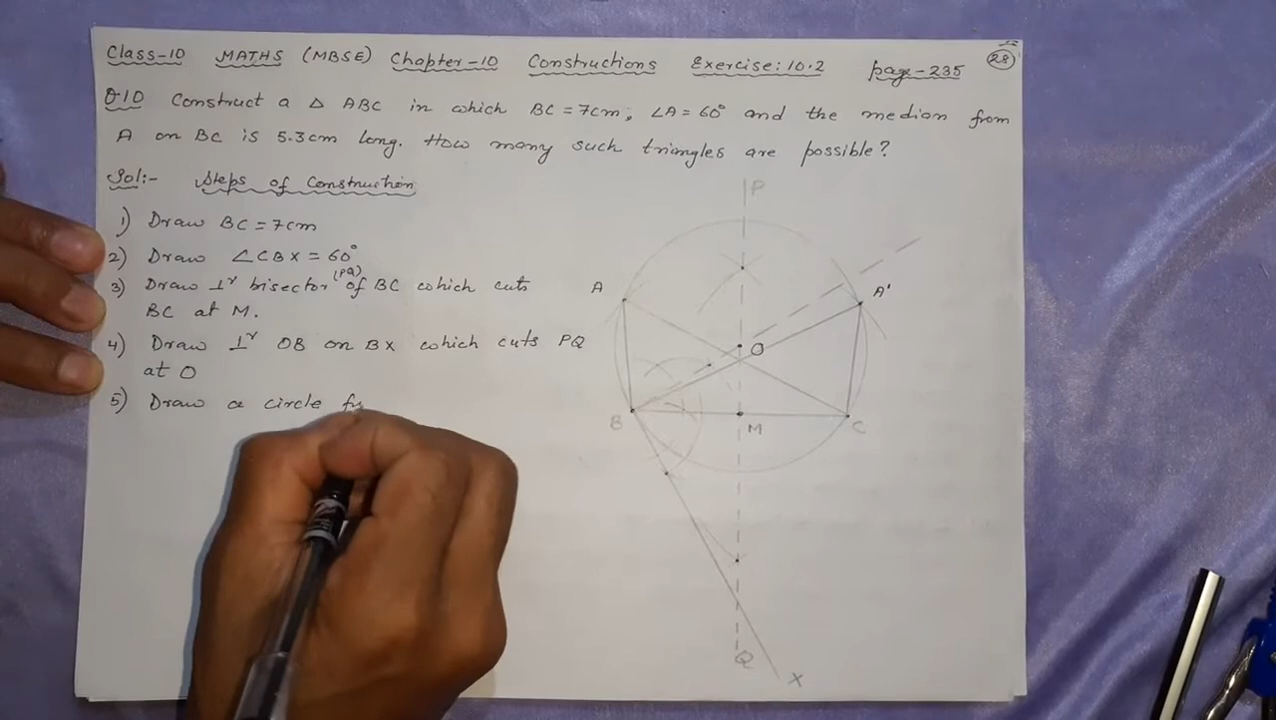 Class-10 MATHS (MBSE) Chapter-10 Constructions Exercise: 10.2 page-235
28
Q.10 Construct a △ ABC in which BC = 7cm, ∠A = 60° and the median from
A on BC is 5.3cm long. How many such triangles are possible?
Sol:- Steps of Construction
1) Draw BC = 7cm
2) Draw ∠CBX = 60°
3) Draw ⊥r bisector (PQ) of BC which cuts
BC at M.
4) Draw ⊥r OB on BX which cuts PQ
at O
5) Draw a circle fr
P
A
A'
O
B
M
C
Q
X